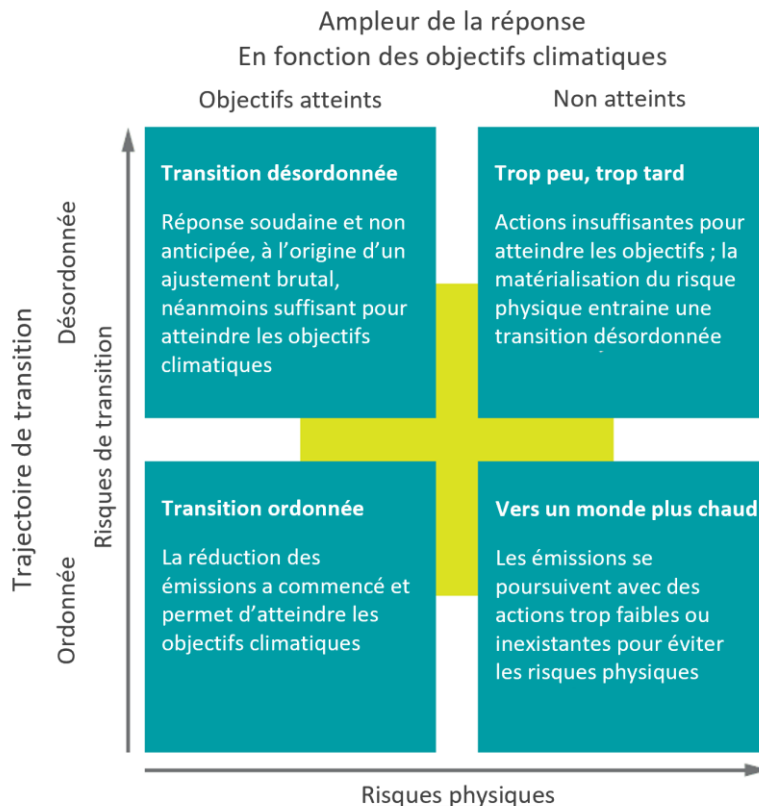 Ampleur de la réponse
En fonction des objectifs climatiques
Objectifs atteints
Non atteints
Trajectoire de transition
Désordonnée
Ordonnée
Risques de transition
Transition désordonnée
Réponse soudaine et non
anticipée, à l’origine d’un
ajustement brutal,
néanmoins suffisant pour
atteindre les objectifs
climatiques
Trop peu, trop tard
Actions insuffisantes pour
atteindre les objectifs ; la
matérialisation du risque
physique entraine une
transition désordonnée
Transition ordonnée
La réduction des
émissions a commencé et
permet d’atteindre les
objectifs climatiques
Vers un monde plus chaud
Les émissions se
poursuivent avec des
actions trop faibles ou
inexistantes pour éviter
les risques physiques
Risques physiques